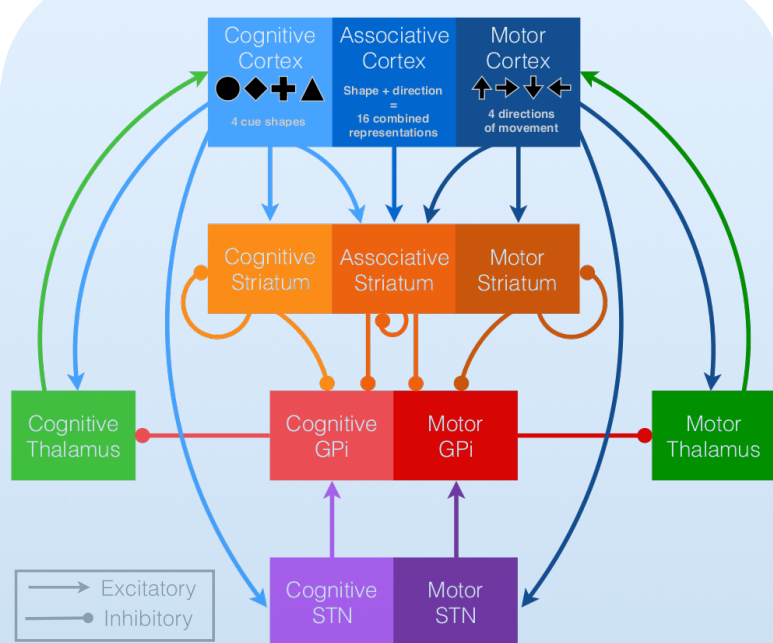 Cognitive
Cortex
4 cue shapes
Associative
Cortex
Shape + direction
=
16 combined
representations
Motor
Cortex
4 directions
of movement
Cognitive
Striatum
Associative
Striatum
Motor
Striatum
Cognitive
Thalamus
Cognitive
GPi
Motor
GPi
Motor
Thalamus
Cognitive
STN
Motor
STN
Excitatory
Inhibitory